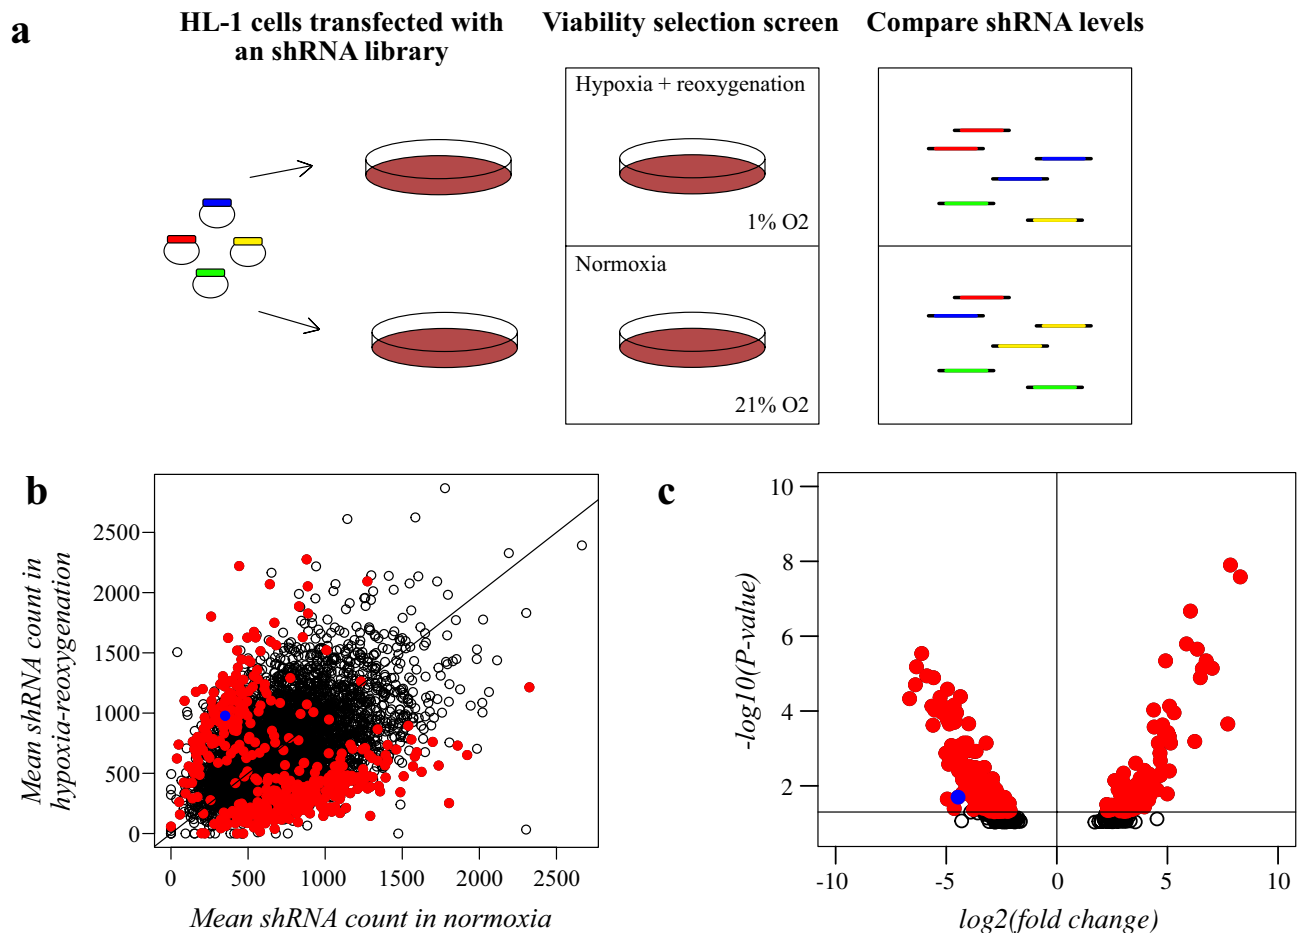 a
HL-1 cells transfected with
an shRNA library
Viability selection screen
Compare shRNA levels
Hypoxia + reoxygenation
1% O2
Normoxia
21% O2
b
Mean shRNA count in
hypoxia-reoxygenation
2500
2000
1500
1000
500
0
0
500
1000
1500
2000
2500
Mean shRNA count in normoxia
c
-log10(P-value)
10
8
6
4
2
-10
-5
0
5
10
log2(fold change)